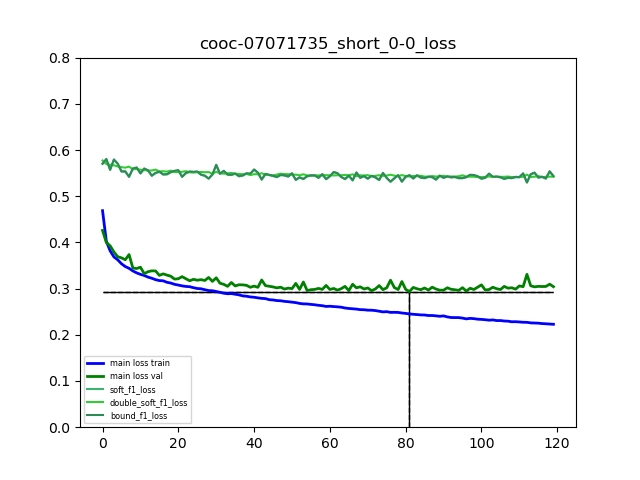 cooc-07071735_short_0-0_loss
0.8
0.7
0.6
0.5
0.4
0.3
0.2
0.1
0.0
main loss train
main loss val
soft_f1_loss
double_soft_f1_loss
bound_f1_loss
0 20 40 60 80 100 120